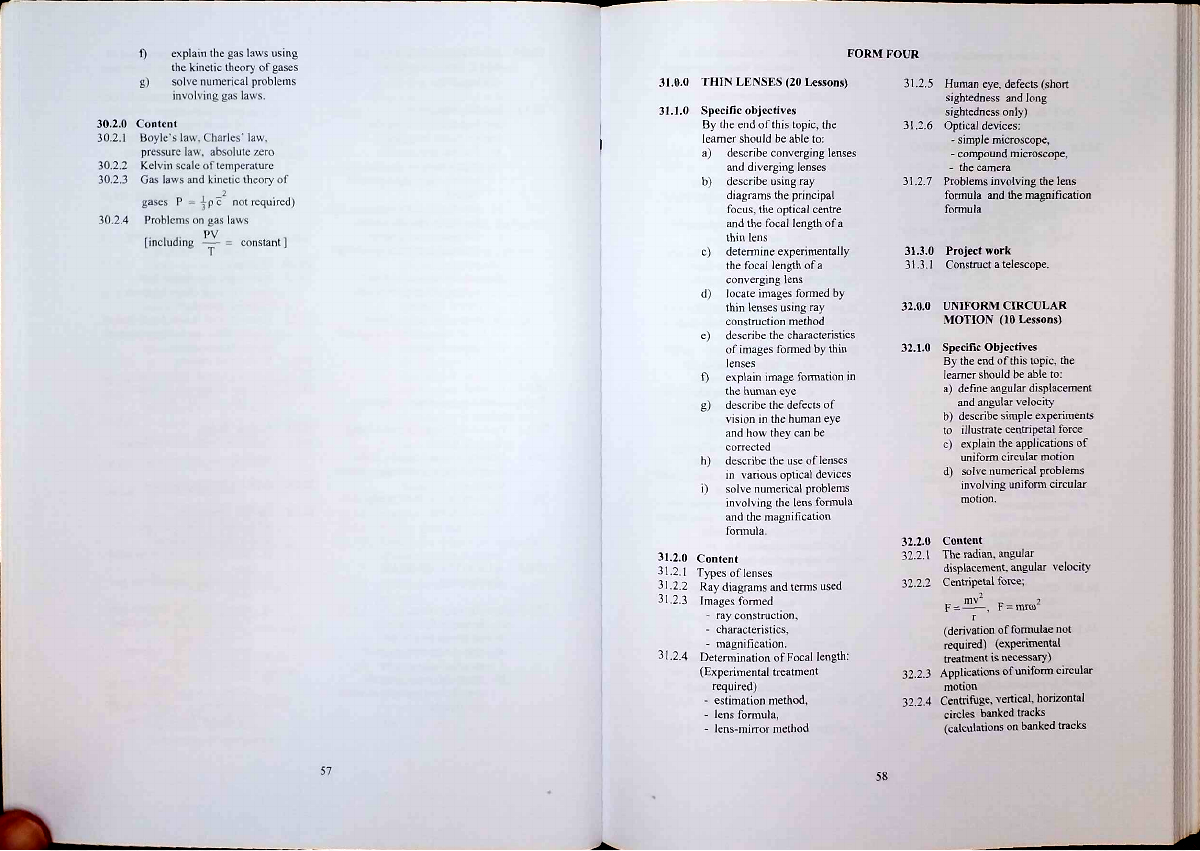 f) explain the gas laws using
the kinetic theory of gases
g) solve numerical problems
involving gas laws.
30.2.0 Content
30.2.1 Boyle's law, Charles' law,
pressure law, absolute zero
30.2.2 Kelvin scale of temperature
30.2.3 Gas laws and kinetic theory of
gases P = ⅓ρc̅² not required)
30.2.4 Problems on gas laws
[including PV/T = constant]
57
FORM FOUR
31.0.0 THIN LENSES (20 Lessons)
31.1.0 Specific objectives
By the end of this topic, the
learner should be able to:
a) describe converging lenses
and diverging lenses
b) describe using ray
diagrams the principal
focus, the optical centre
and the focal length of a
thin lens
c) determine experimentally
the focal length of a
converging lens
d) locate images formed by
thin lenses using ray
construction method
e) describe the characteristics
of images formed by thin
lenses
f) explain image formation in
the human eye
g) describe the defects of
vision in the human eye
and how they can be
corrected
h) describe the use of lenses
in various optical devices
i) solve numerical problems
involving the lens formula
and the magnification
formula.
31.2.0 Content
31.2.1 Types of lenses
31.2.2 Ray diagrams and terms used
31.2.3 Images formed
- ray construction,
- characteristics,
- magnification.
31.2.4 Determination of Focal length:
(Experimental treatment
required)
- estimation method,
- lens formula,
- lens-mirror method
31.2.5 Human eye, defects (short
sightedness and long
sightedness only)
31.2.6 Optical devices:
- simple microscope,
- compound microscope,
- the camera
31.2.7 Problems involving the lens
formula and the magnification
formula
31.3.0 Project work
31.3.1 Construct a telescope.
32.0.0 UNIFORM CIRCULAR
MOTION (10 Lessons)
32.1.0 Specific Objectives
By the end of this topic, the
learner should be able to:
a) define angular displacement
and angular velocity
b) describe simple experiments
to illustrate centripetal force
c) explain the applications of
uniform circular motion
d) solve numerical problems
involving uniform circular
motion.
32.2.0 Content
32.2.1 The radian, angular
displacement, angular velocity
32.2.2 Centripetal force;
F = mv²/r, F = mrω²
(derivation of formulae not
required) (experimental
treatment is necessary)
32.2.3 Applications of uniform circular
motion
32.2.4 Centrifuge, vertical, horizontal
circles banked tracks
(calculations on banked tracks
58